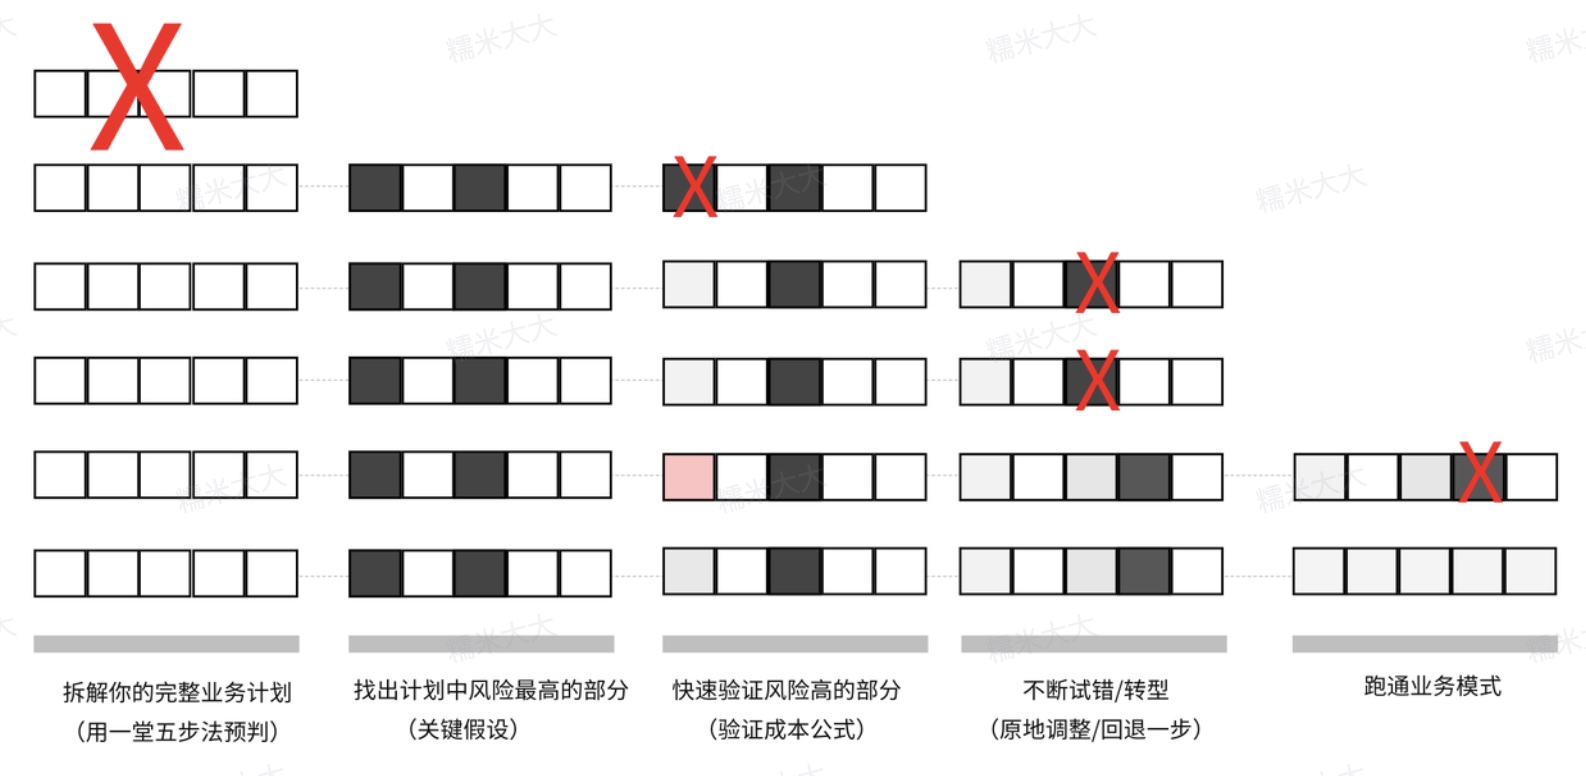 拆解你的完整业务计划
（用一堂五步法预判）
找出计划中风险最高的部分
（关键假设）
快速验证风险高的部分
（验证成本公式）
不断试错/转型
（原地调整/回退一步）
跑通业务模式
糯米大大